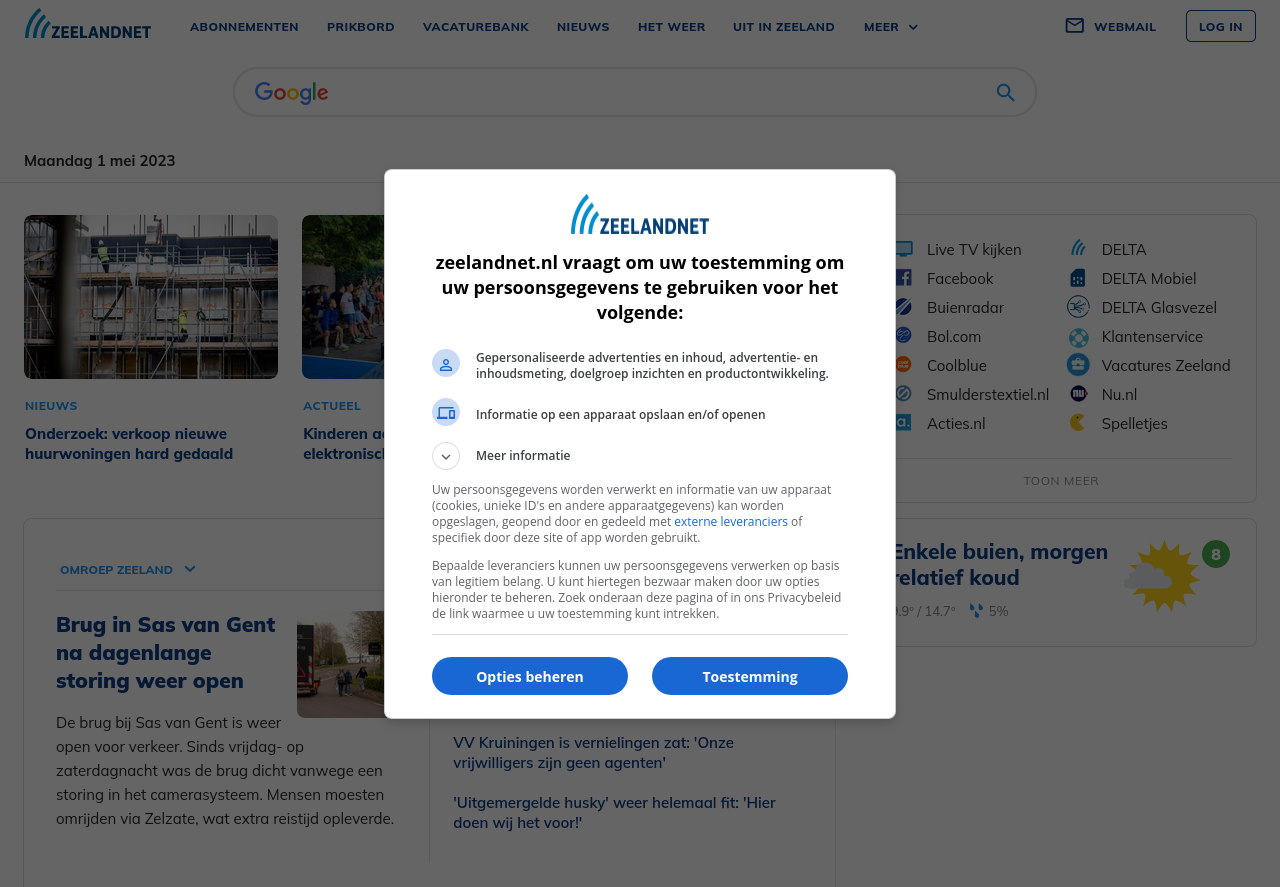 ZEELANDNET
ABONNEMENTEN
PRIKBORD
VACATUREBANK
NIEUWS
HET WEER
UIT IN ZEELAND
MEER
WEBMAIL
LOG IN
Google
Maandag 1 mei 2023
ZEELANDNET
zeelandnet.nl vraagt om uw toestemming om
uw persoonsgegevens te gebruiken voor het
volgende:
Gepersonaliseerde advertenties en inhoud, advertentie- en
inhoudsmeting, doelgroep inzichten en productontwikkeling.
Informatie op een apparaat opslaan en/of openen
Meer informatie
Uw persoonsgegevens worden verwerkt en informatie van uw apparaat
(cookies, unieke ID's en andere apparaatgegevens) kan worden
opgeslagen, geopend door en gedeeld met externe leveranciers of
specifiek door deze site of app worden gebruikt.
Bepaalde leveranciers kunnen uw persoonsgegevens verwerken op basis
van legitiem belang. U kunt hiertegen bezwaar maken door uw opties
hieronder te beheren. Zoek onderaan deze pagina of in ons Privacybeleid
de link waarmee u uw toestemming kunt intrekken.
Opties beheren
Toestemming
NIEUWS
Onderzoek: verkoop nieuwe
huurwoningen hard gedaald
ACTUEEL
Kinderen
Live TV kijken
Facebook
Buienradar
Bol.com
Coolblue
Smulderstextiel.nl
Acties.nl
DELTA
DELTA Mobiel
DELTA Glasvezel
Klantenservice
Vacatures Zeeland
Nu.nl
Spelletjes
TOON MEER
OMROEP ZEELAND
Brug in Sas van Gent
na dagenlange
storing weer open
De brug bij Sas van Gent is weer
open voor verkeer. Sinds vrijdag- op
zaterdagnacht was de brug dicht vanwege een
storing in het camerasysteem. Mensen moesten
omrijden via Zelzate, wat extra reistijd opleverde.
VV Kruiningen is vernielingen zat: 'Onze
vrijwilligers zijn geen agenten'
'Uitgemergelde husky' weer helemaal fit: 'Hier
doen wij het voor!'
Enkele buien, morgen
relatief koud
8
/ 14.7° 5%